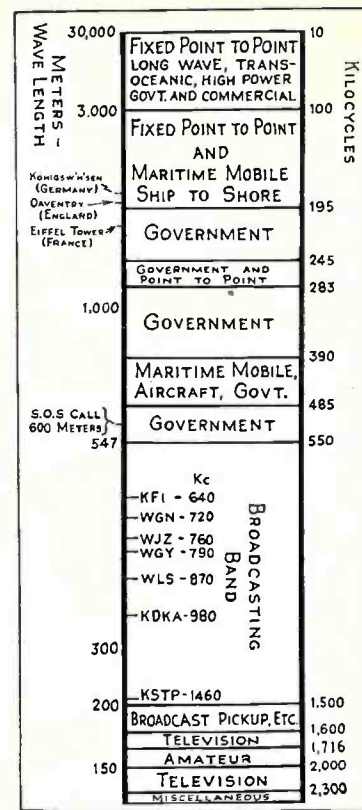 METERS-
WAVE LENGTH
KILOCYCLES
30,000
10
FIXED POINT TO POINT
LONG WAVE, TRANS-
OCEANIC, HIGH POWER
GOVT. AND COMMERCIAL
3,000
100
FIXED POINT TO POINT
AND
MARITIME MOBILE
SHIP TO SHORE
KÖNIGSW'H'SEN
(GERMANY)
DAVENTRY
(ENGLAND)
195
EIFFEL TOWER
(FRANCE)
GOVERNMENT
245
GOVERNMENT AND
POINT TO POINT
283
1,000
GOVERNMENT
390
MARITIME MOBILE,
AIRCRAFT, GOVT.
485
S.O.S CALL
600 METERS
GOVERNMENT
547
550
KC
KFI-640
WGN-720
WJZ-760
WGY-790
WLS-870
KDKA-980
BROADCASTING
BAND
300
KSTP-1460
200
1,500
BROADCAST PICKUP, ETC.
1,600
TELEVISION
1,716
AMATEUR
2,000
150
TELEVISION
2,300
MISCELLANEOUS